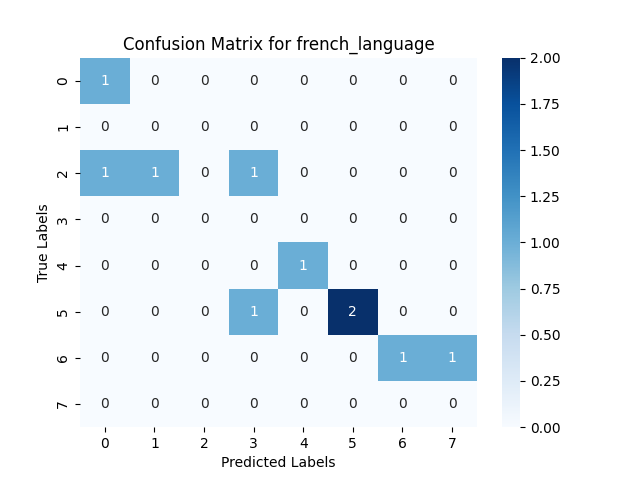 Confusion Matrix for french_language
True Labels
0 1 0 0 0 0 0 0 0
1 0 0 0 0 0 0 0 0
2 1 1 0 1 0 0 0 0
3 0 0 0 0 0 0 0 0
4 0 0 0 0 1 0 0 0
5 0 0 0 1 0 2 0 0
6 0 0 0 0 0 0 1 1
7 0 0 0 0 0 0 0 0
0 1 2 3 4 5 6 7
Predicted Labels
2.00
1.75
1.50
1.25
1.00
0.75
0.50
0.25
0.00